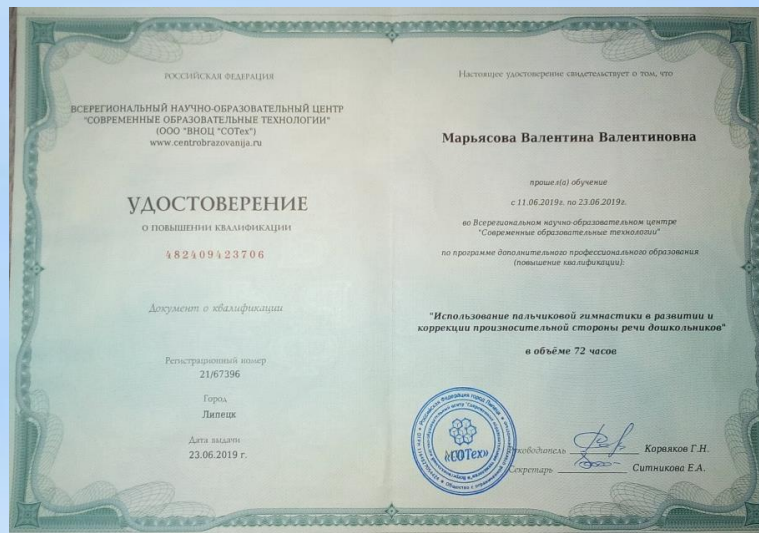 РОССИЙСКАЯ ФЕДЕРАЦИЯ
ВСЕРЕГИОНАЛЬНЫЙ НАУЧНО-ОБРАЗОВАТЕЛЬНЫЙ ЦЕНТР
"СОВРЕМЕННЫЕ ОБРАЗОВАТЕЛЬНЫЕ ТЕХНОЛОГИИ"
(ООО "ВНОЦ "СОТех")
www.centrobrazovanija.ru
УДОСТОВЕРЕНИЕ
О ПОВЫШЕНИИ КВАЛИФИКАЦИИ
482409423706
Документ о квалификации
Регистрационный номер
21/67396
Город
Липецк
Дата выдачи
23.06.2019 г.
Настоящее удостоверение свидетельствует о том, что
Марьясова Валентина Валентиновна
прошел(а) обучение
с 11.06.2019г. по 23.06.2019г.
во Всерегиональном научно-образовательном центре
"Современные образовательные технологии"
по программе дополнительного профессионального образования
(повышение квалификации):
"Использование пальчиковой гимнастики в развитии и
коррекции произносительной стороны речи дошкольников"
в объёме 72 часов
«СОТех»
Руководитель Корвяков Г.Н.
Секретарь Ситникова Е.А.